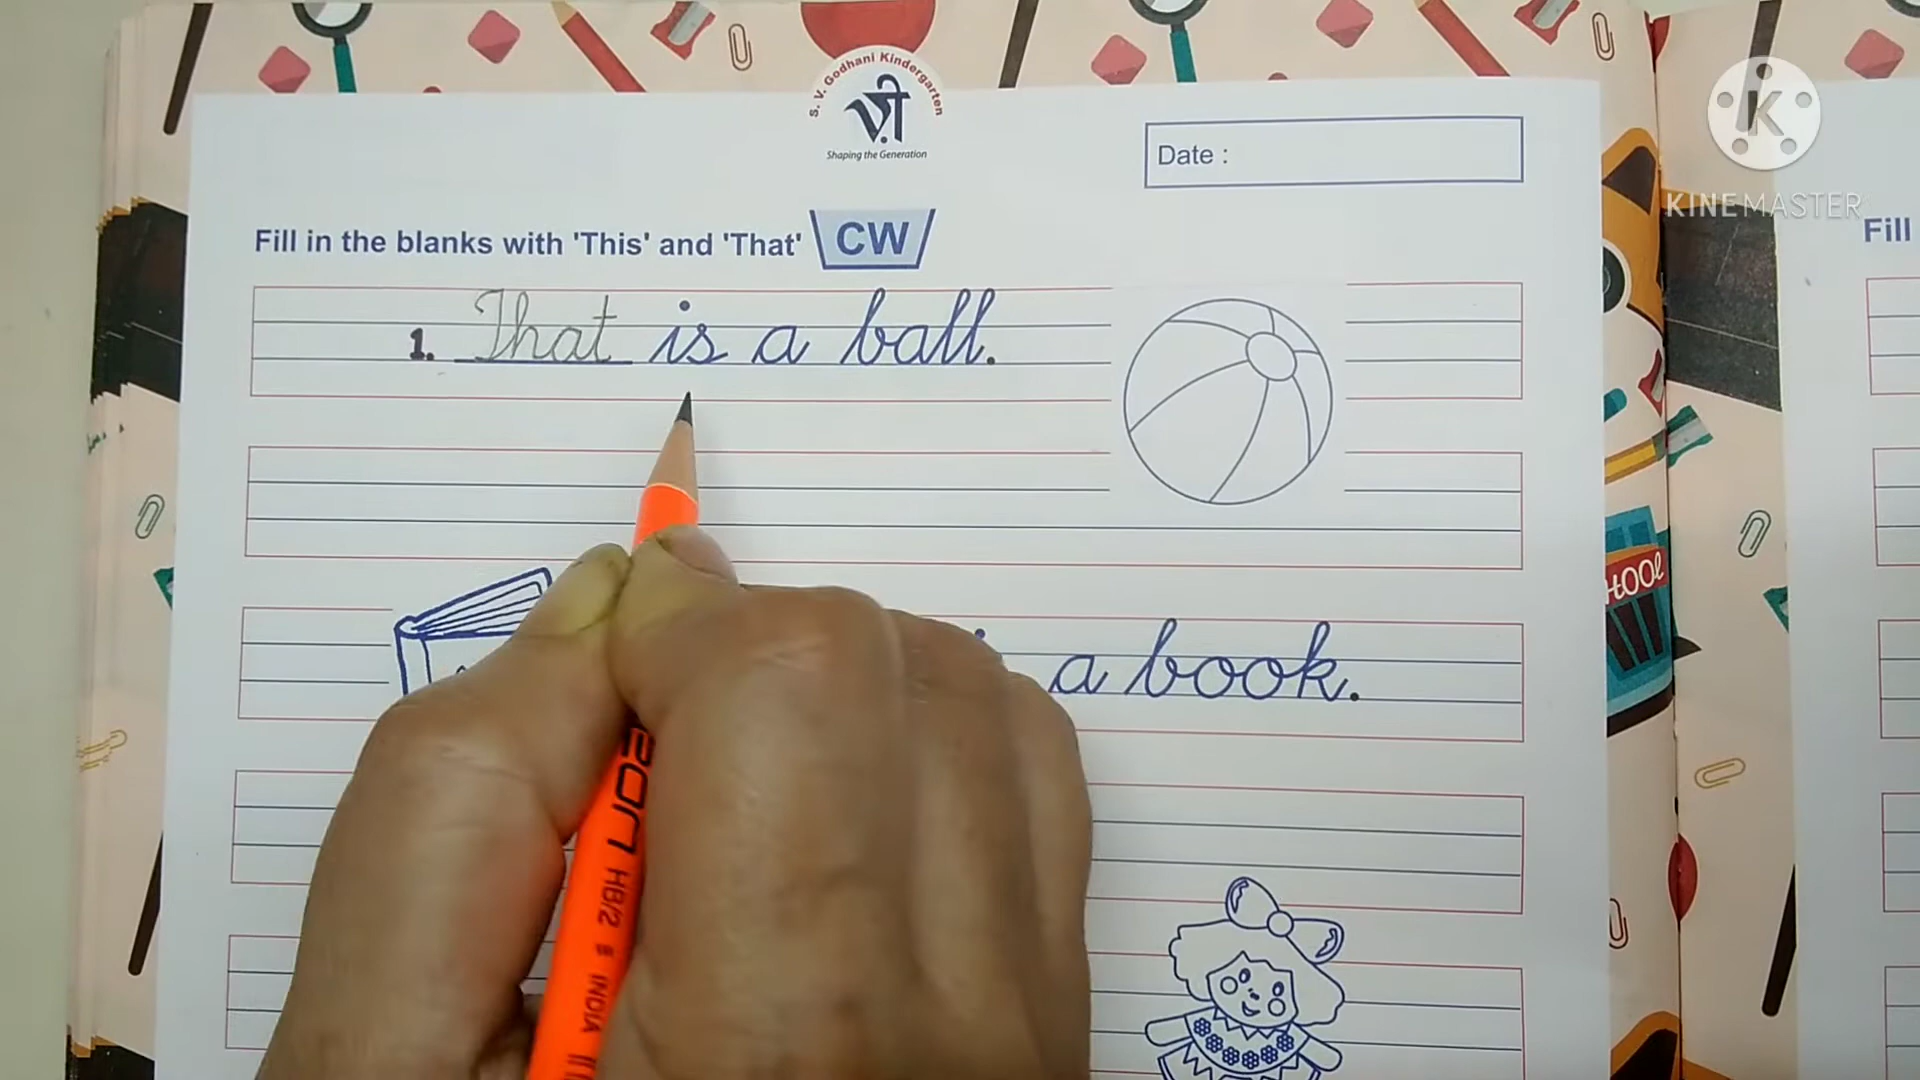 S. V. Godhani Kindergarten
Shaping the Generation
Date :
KINEMASTER
Fill in the blanks with 'This' and 'That' CW
Fill
1. That is a ball.
a book.
HB/2 INDIA